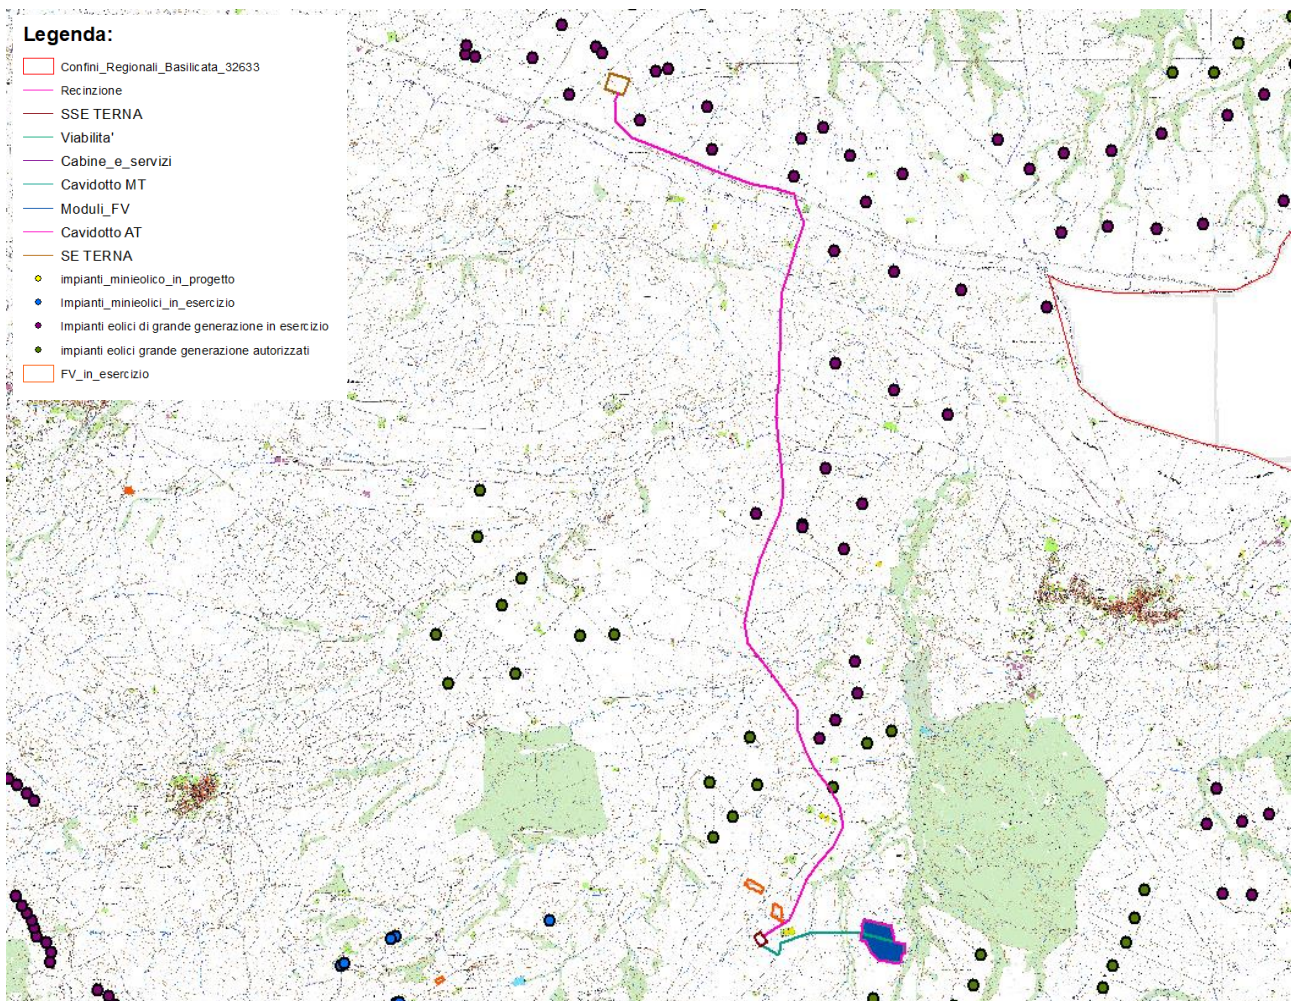 Legenda:
Confini_Regionali_Basilicata_32633
Recinzione
SSE TERNA
Viabilita'
Cabine_e_servizi
Cavidotto MT
Moduli_FV
Cavidotto AT
SE TERNA
impianti_minieolico_in_progetto
Impianti_minieolici_in_esercizio
Impianti eolici di grande generazione in esercizio
impianti eolici grande generazione autorizzati
FV_in_esercizio